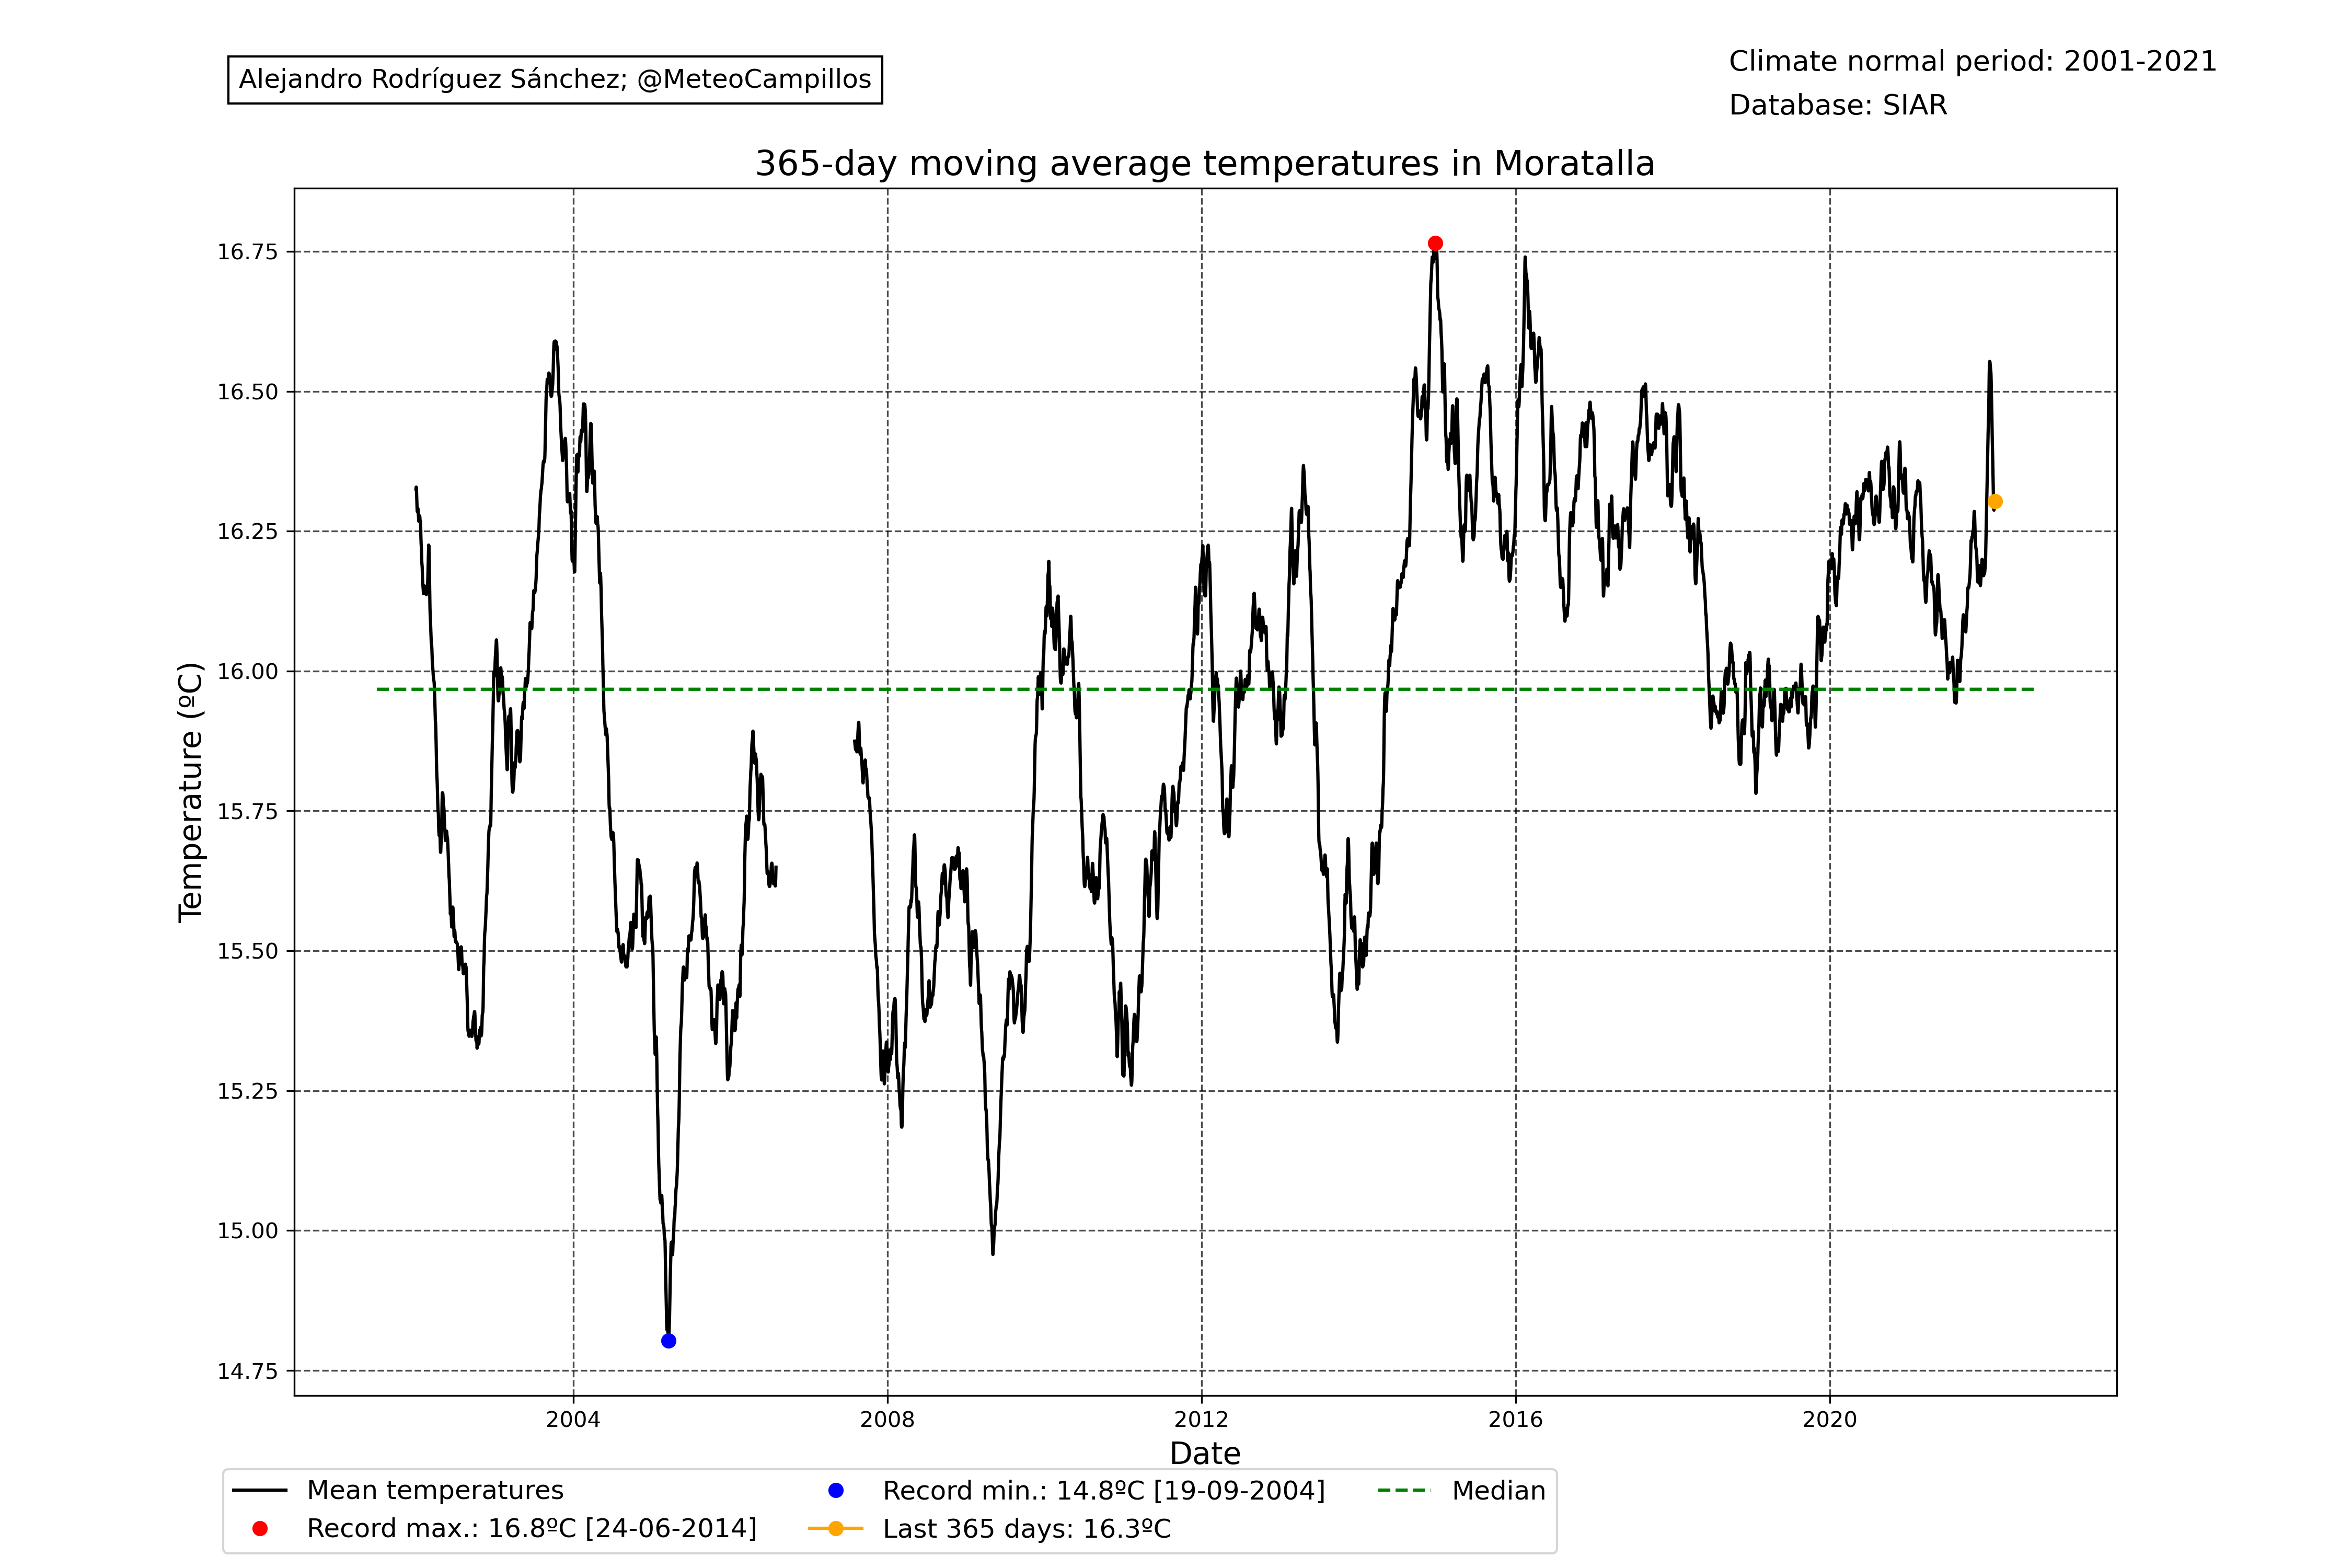 Alejandro Rodríguez Sánchez; @MeteoCampillos
Climate normal period: 2001-2021
Database: SIAR
365-day moving average temperatures in Moratalla
Temperature (ºC)
16.75
16.50
16.25
16.00
15.75
15.50
15.25
15.00
14.75
2004
2008
2012
2016
2020
Date
Mean temperatures
Record max.: 16.8ºC [24-06-2014]
Record min.: 14.8ºC [19-09-2004]
Last 365 days: 16.3ºC
Median